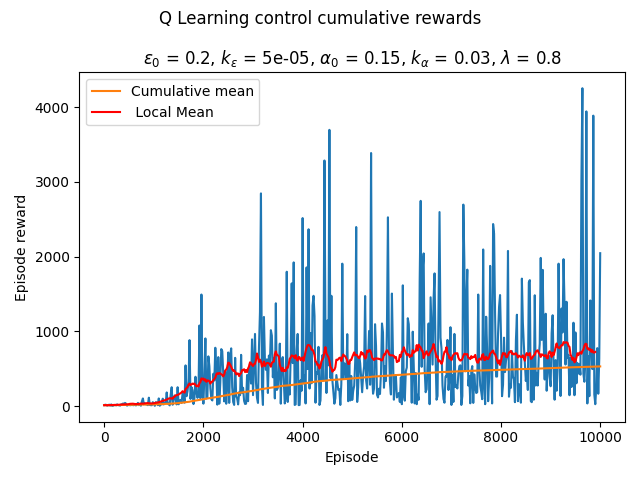 Q Learning control cumulative rewards
ε₀ = 0.2, kε = 5e-05, α₀ = 0.15, kα = 0.03, λ = 0.8
Cumulative mean
Local Mean
Episode reward
4000
3000
2000
1000
0
0 2000 4000 6000 8000 10000
Episode